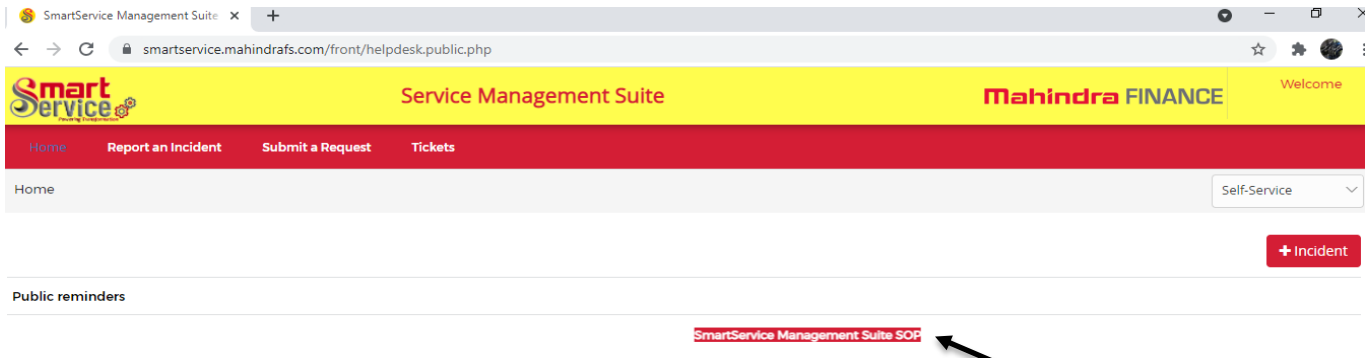 SmartService Management Suite
smartservice.mahindrafs.com/front/helpdesk.public.php
Smart
Service
Service Management Suite
Mahindra FINANCE
Welcome
Home Report an Incident Submit a Request Tickets
Home
Self-Service
+ Incident
Public reminders
SmartService Management Suite SOP